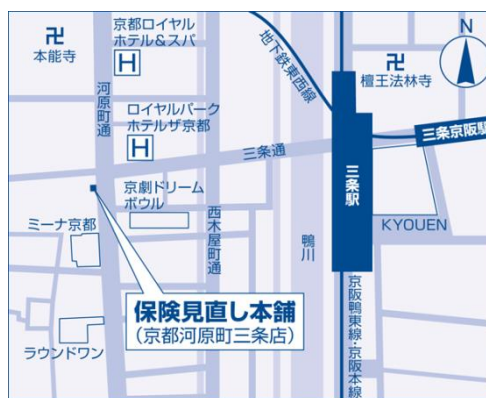 卍
本能寺
京都ロイヤル
ホテル&スパ
H
河原町通
ロイヤルパーク
ホテルザ京都
H
地下鉄東西線
卍
檀王法林寺
N
三条通
三条駅
三条京阪駅
京劇ドリーム
ボウル
西木屋町通
鴨川
KYOUEN
ミーナ京都
保険見直し本舗
(京都河原町三条店)
ラウンドワン
京阪鴨東線・京阪本線